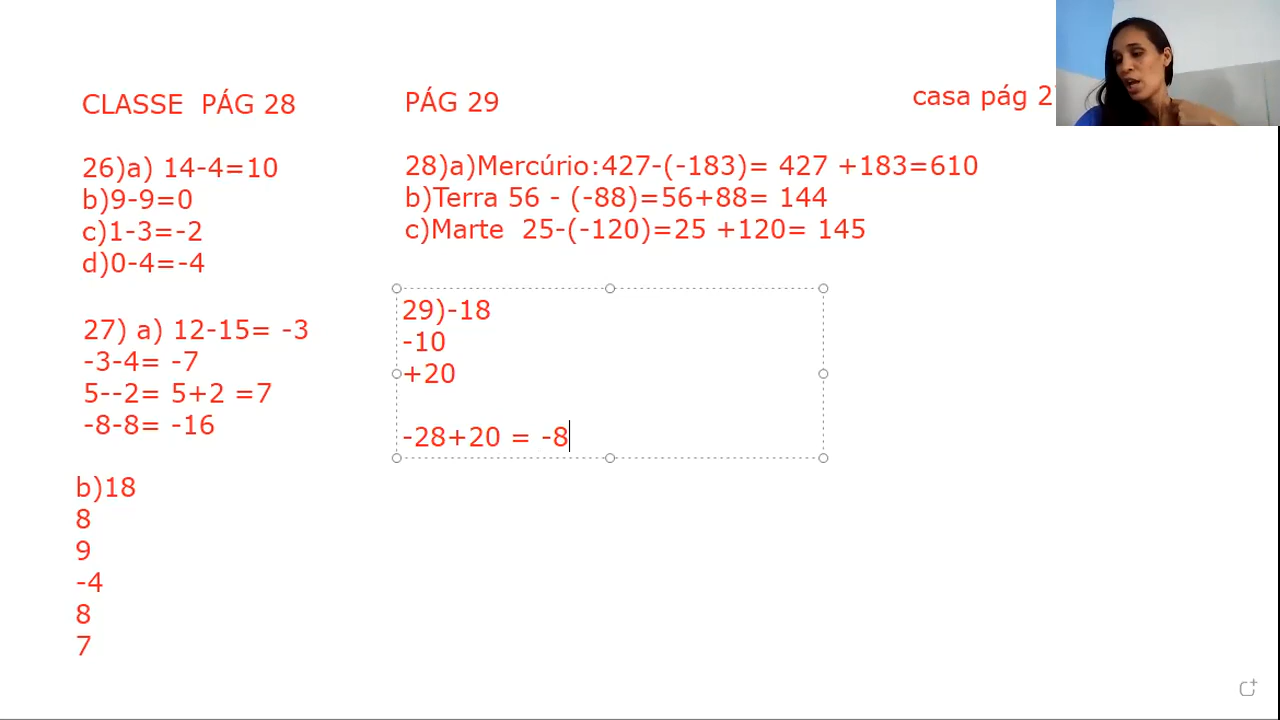 CLASSE PÁG 28
26)a) 14-4=10
b)9-9=0
c)1-3=-2
d)0-4=-4
27) a) 12-15= -3
-3-4= -7
5--2= 5+2 =7
-8-8= -16
b)18
8
9
-4
8
7
PÁG 29
28)a)Mercúrio:427-(-183)= 427 +183=610
b)Terra 56 - (-88)=56+88= 144
c)Marte 25-(-120)=25 +120= 145
29)-18
-10
+20
-28+20 = -8
casa pág